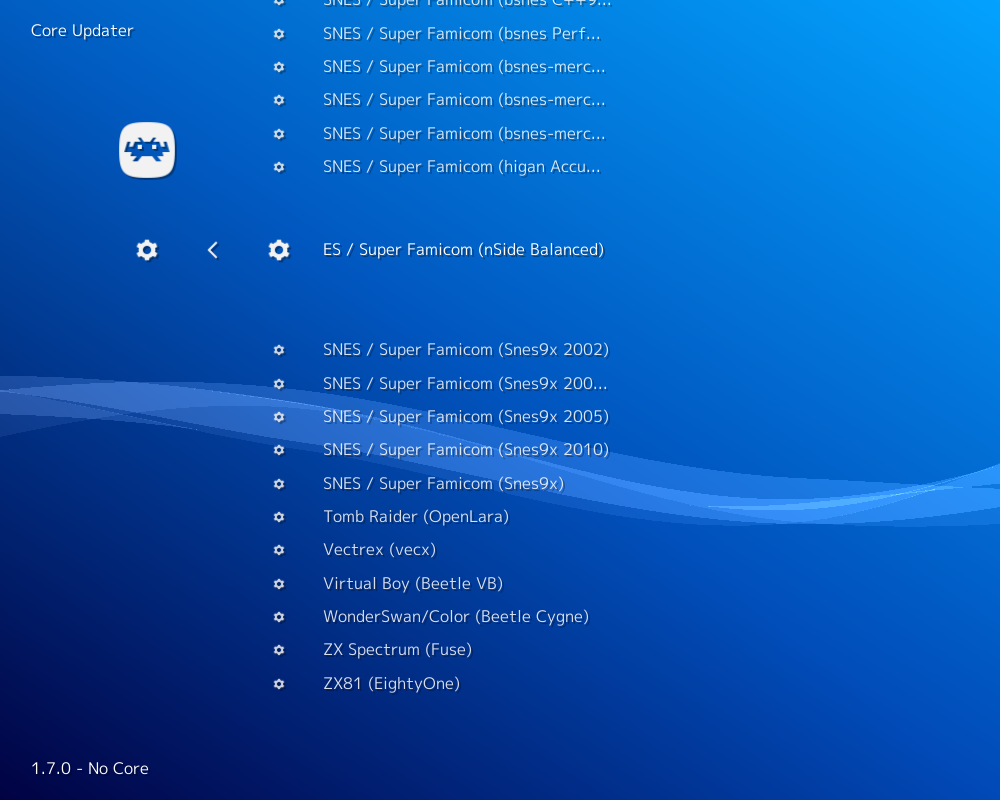 SNES / Super Famicom (bsnes C++9...
Core Updater
SNES / Super Famicom (bsnes Perf...
SNES / Super Famicom (bsnes-merc...
SNES / Super Famicom (bsnes-merc...
SNES / Super Famicom (bsnes-merc...
SNES / Super Famicom (higan Accu...
ES / Super Famicom (nSide Balanced)
SNES / Super Famicom (Snes9x 2002)
SNES / Super Famicom (Snes9x 200...
SNES / Super Famicom (Snes9x 2005)
SNES / Super Famicom (Snes9x 2010)
SNES / Super Famicom (Snes9x)
Tomb Raider (OpenLara)
Vectrex (vecx)
Virtual Boy (Beetle VB)
WonderSwan/Color (Beetle Cygne)
ZX Spectrum (Fuse)
ZX81 (EightyOne)
1.7.0 - No Core